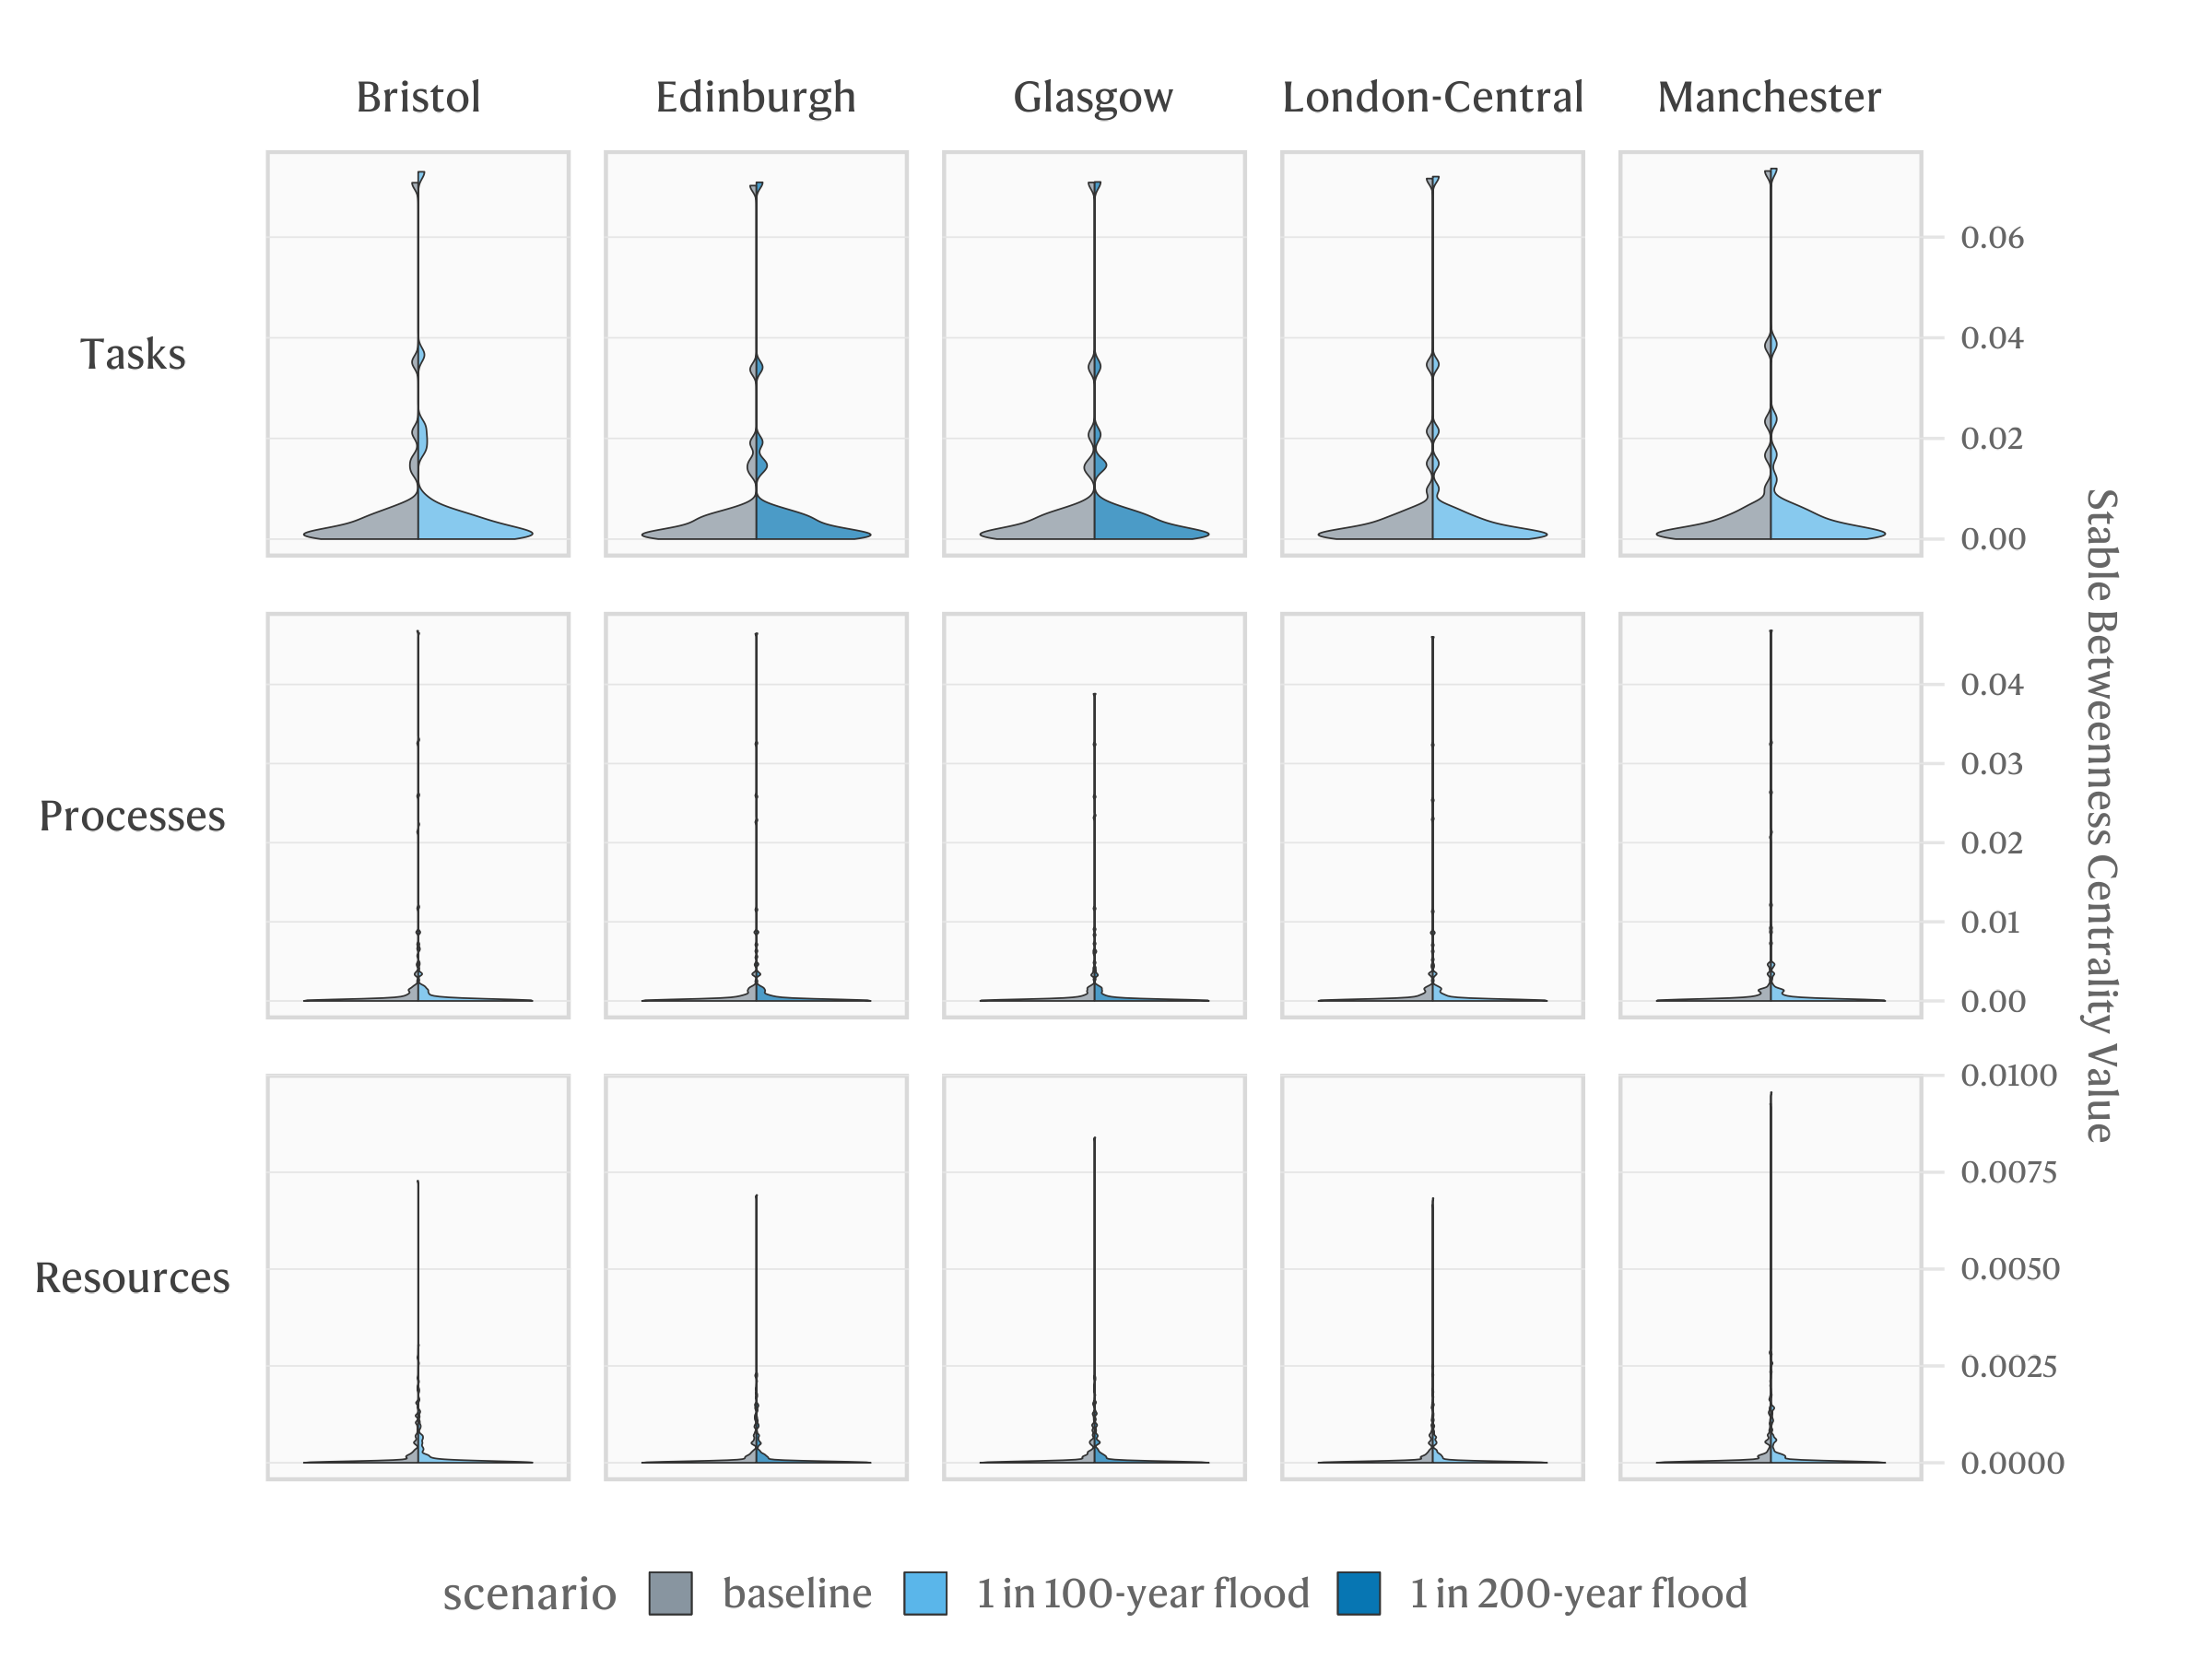 Bristol Edinburgh Glasgow London-Central Manchester
Tasks
0.06
0.04
0.02
0.00
Processes
0.04
0.03
0.02
0.01
0.00
Resources
0.0100
0.0075
0.0050
0.0025
0.0000
Stable Betweenness Centrality Value
scenario baseline 1 in 100-year flood 1 in 200-year flood